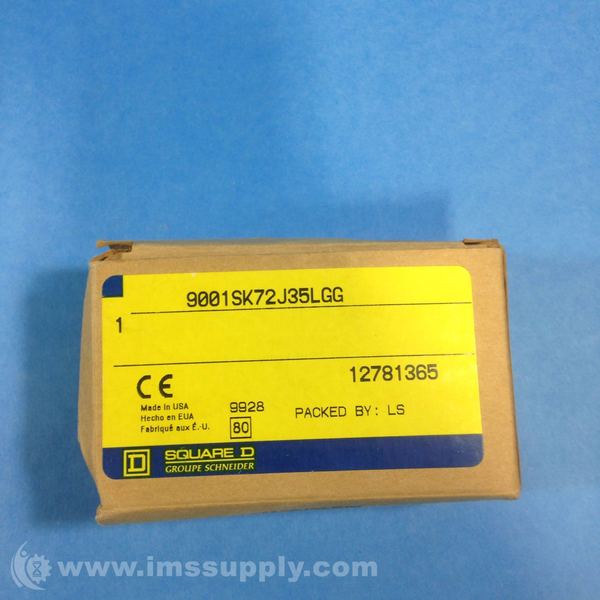 9001SK72J35LGG
1
12781365
CE
Made in USA
Hecho en EUA
Fabriqué aux É.-U.
9928
80
PACKED BY: LS
D
SQUARE D
GROUPE SCHNEIDER
www.imssupply.com